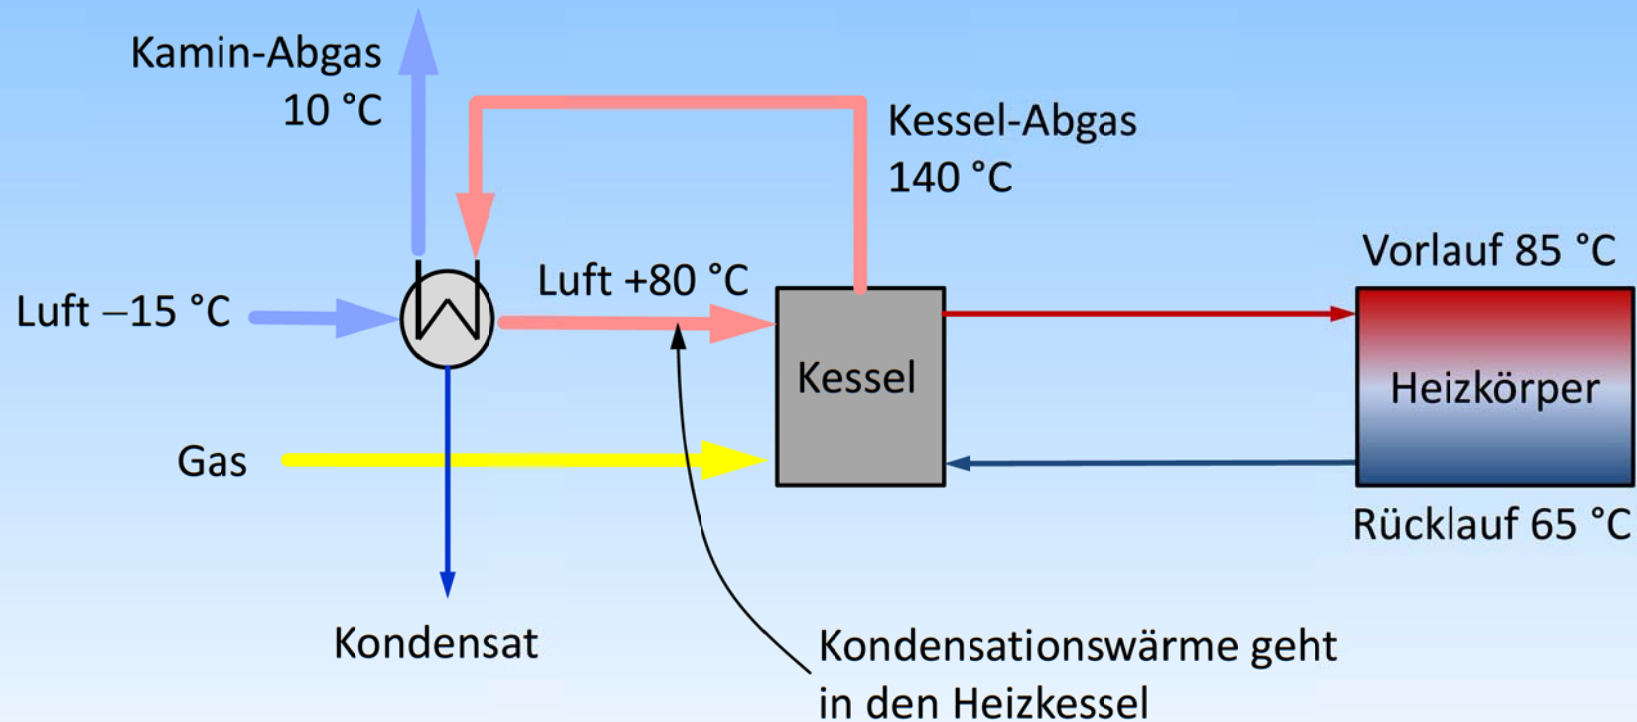 Kamin-Abgas
10 °C
Kessel-Abgas
140 °C
Luft –15 °C
Luft +80 °C
Vorlauf 85 °C
Kessel
Heizkörper
Gas
Rücklauf 65 °C
Kondensat
Kondensationswärme geht
in den Heizkessel